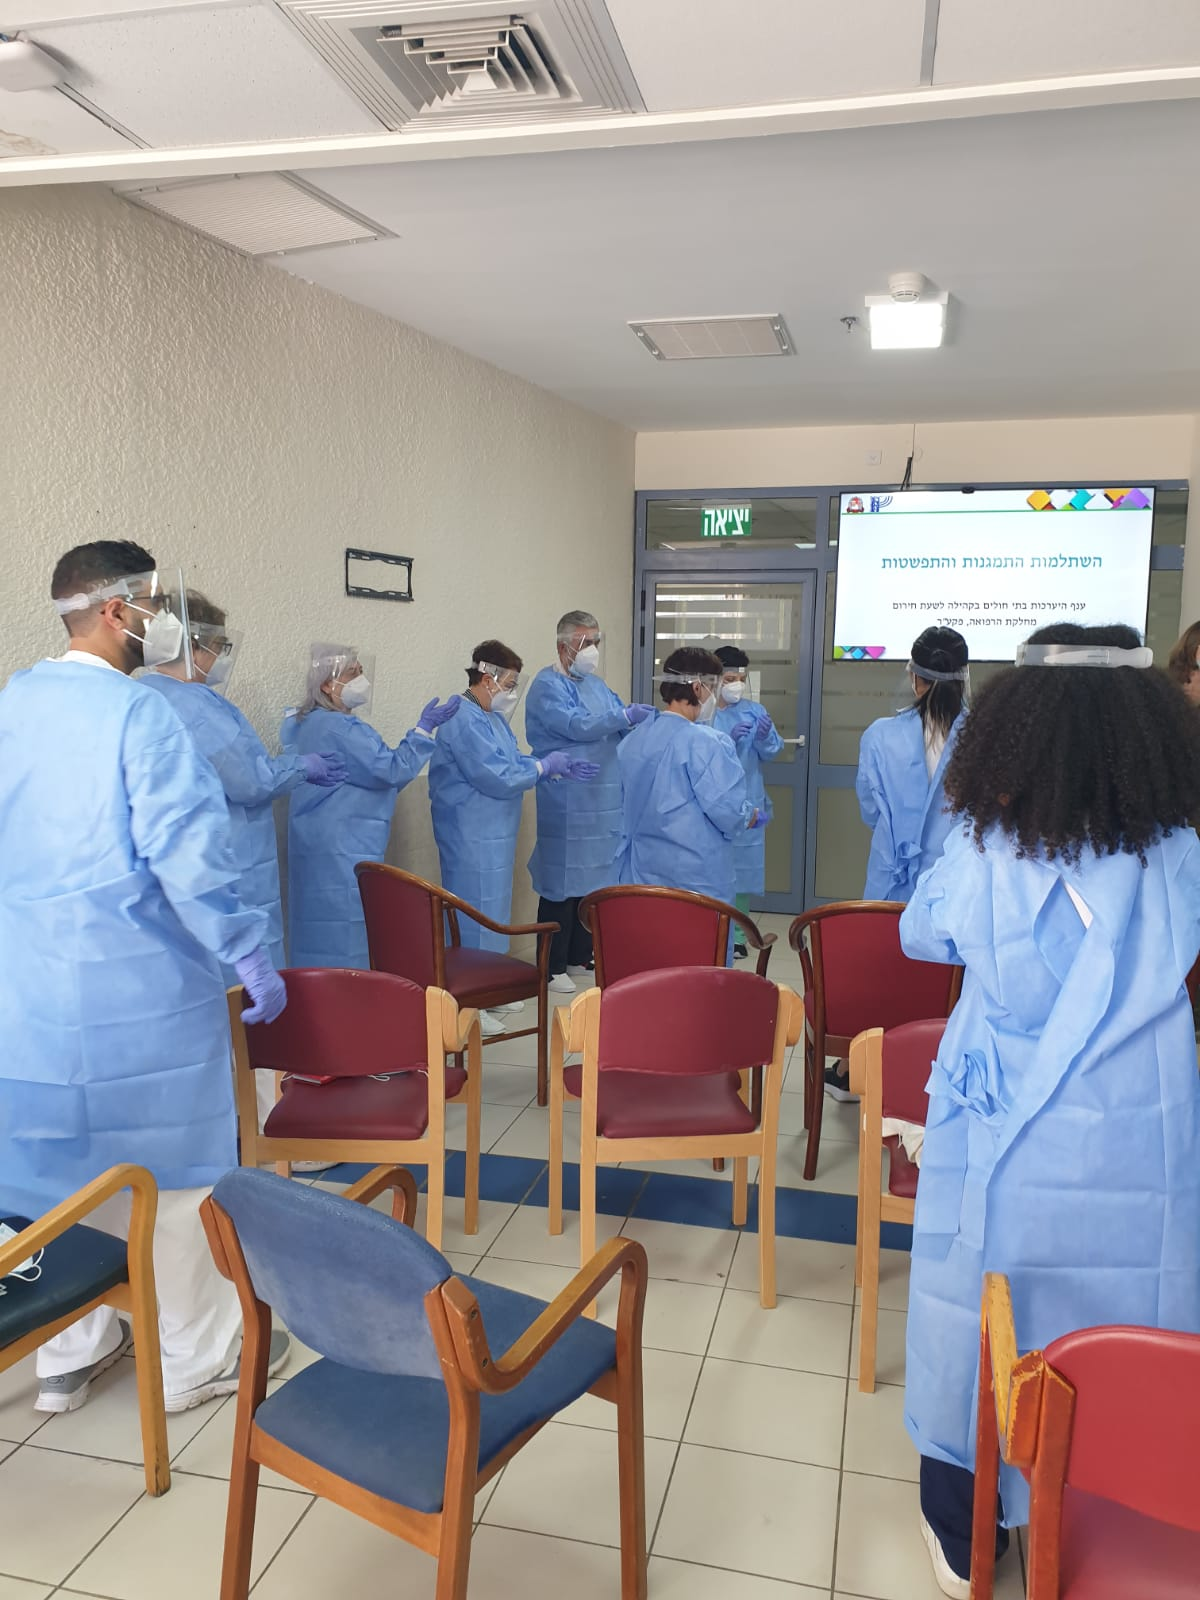 יציאה
השתלמות התמגנות והתפשטות
ענף היערכות בתי חולים בקהילה לשעת חירום
מחלקת הרפואה, פקע"ר